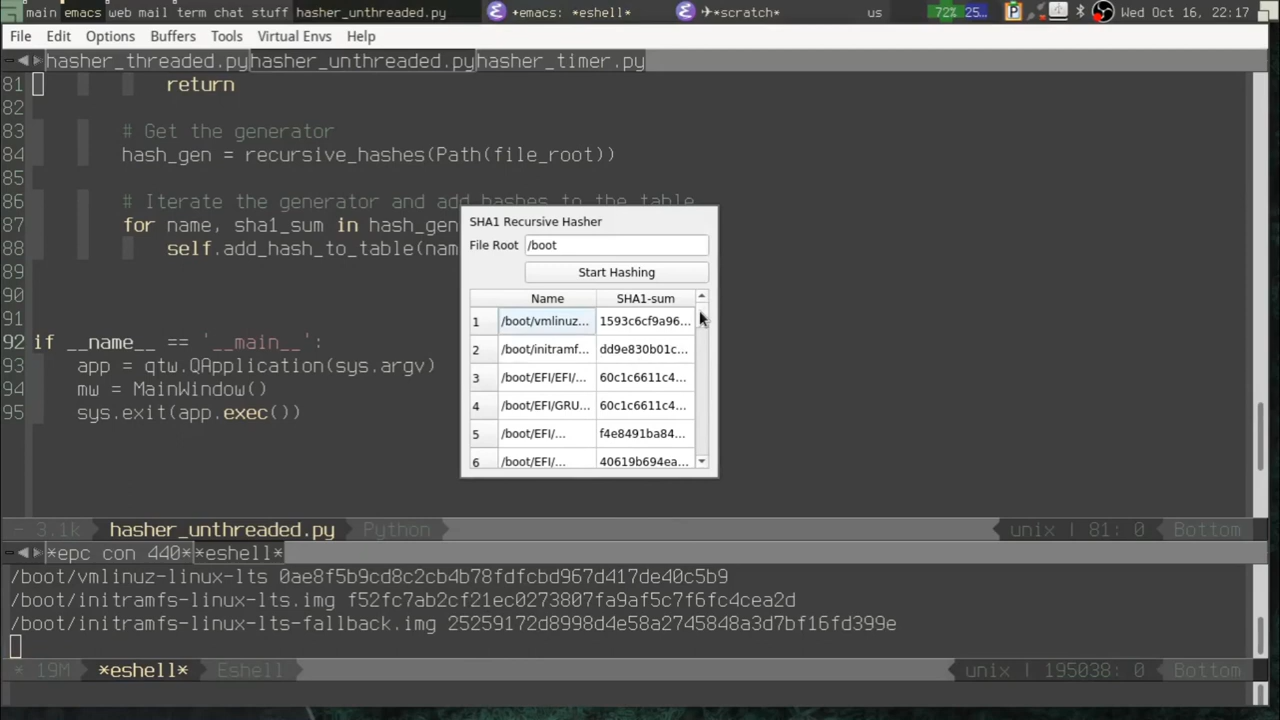 main emacs web mail term chat stuff hasher_unthreaded.py +emacs: *eshell* *scratch* us 72% 25... Wed Oct 16, 22:17
File Edit Options Buffers Tools Virtual Envs Help
hasher_threaded.py hasher_unthreaded.py hasher_timer.py
81 return
82
83 # Get the generator
84 hash_gen = recursive_hashes(Path(file_root))
85
86 # Iterate the generator and add hashes to the table
87 for name, sha1_sum in hash_gen
88 self.add_hash_to_table(nam
89
90
91
92 if __name__ == '__main__':
93 app = qtw.QApplication(sys.argv)
94 mw = MainWindow()
95 sys.exit(app.exec())
SHA1 Recursive Hasher
File Root /boot
Start Hashing
Name SHA1-sum
1 /boot/vmlinuz... 1593c6cf9a96...
2 /boot/initramf... dd9e830b01c...
3 /boot/EFI/EFI/... 60c1c6611c4...
4 /boot/EFI/GRU... 60c1c6611c4...
5 /boot/EFI/... f4e8491ba84...
6 /boot/EFI/... 40619b694ea...
- 3.1k hasher_unthreaded.py Python unix | 81: 0 Bottom
*epc con 440* *eshell*
/boot/vmlinuz-linux-lts 0ae8f5b9cd8c2cb4b78fdfcbd967d417de40c5b9
/boot/initramfs-linux-lts.img f52fc7ab2cf21ec0273807fa9af5c7f6fc4cea2d
/boot/initramfs-linux-lts-fallback.img 25259172d8998d4e58a2745848a3d7bf16fd399e
* 19M *eshell* Eshell unix | 195038: 0 Bottom